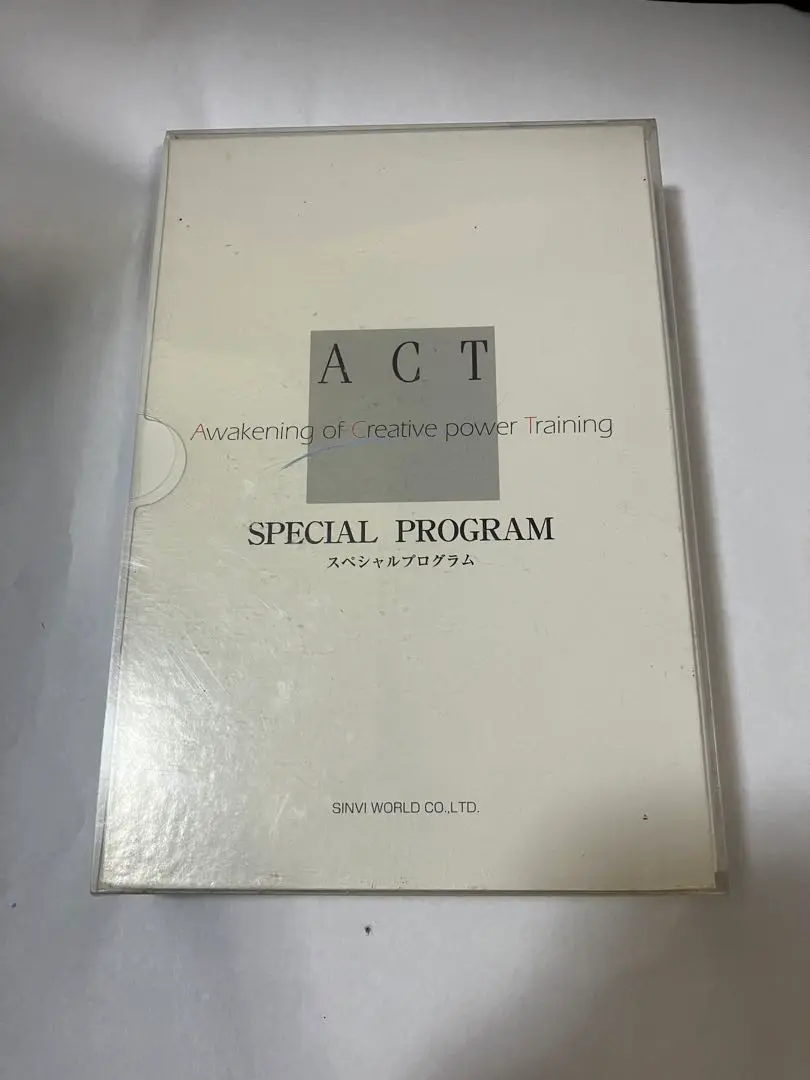 A C T
Awakening of Creative power Training
SPECIAL PROGRAM
スペシャルプログラム
SINVI WORLD CO.,LTD.